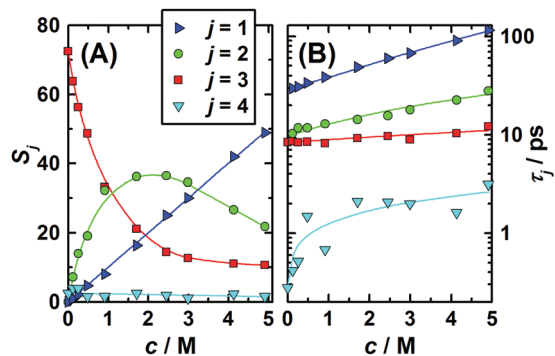 80
60
40
20
0
S_j
(A)
j = 1
j = 2
j = 3
j = 4
0 1 2 3 4 5
c / M
(B)
100
10
1
τ_j / ps
0 1 2 3 4 5
c / M